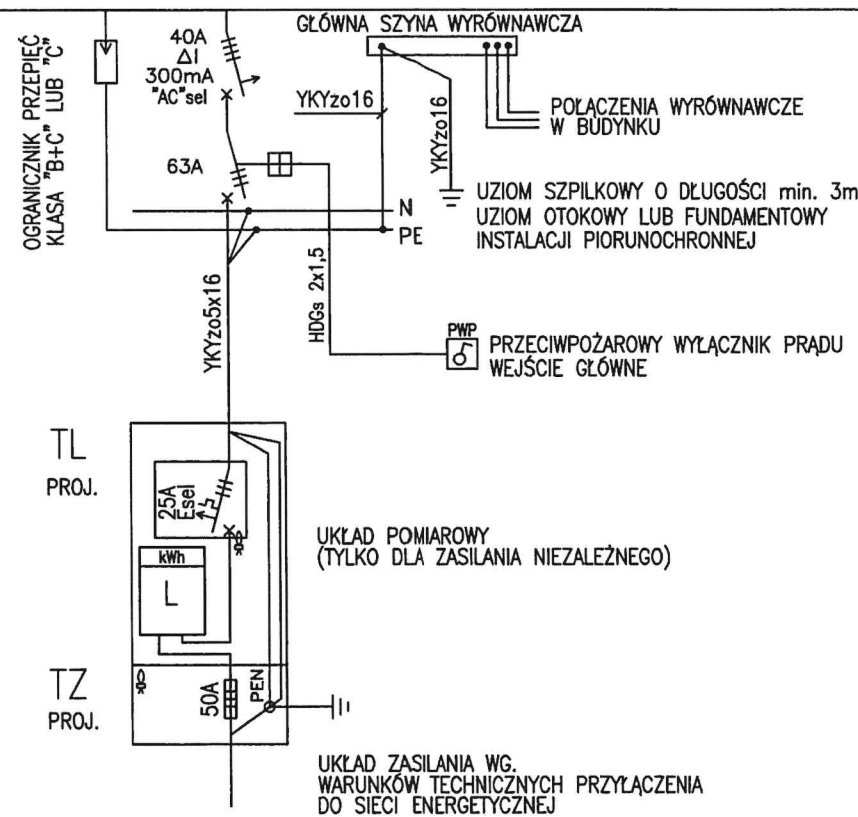 OGRANICZNIK PRZEPIĘĆ
KLASA "B+C" LUB "C"
40A
ΔI
300mA
"AC"sel
63A
GŁÓWNA SZYNA WYRÓWNAWCZA
YKYżo16
YKYżo16
POŁĄCZENIA WYRÓWNAWCZE
W BUDYNKU
UZIOM SZPILKOWY O DŁUGOŚCI min. 3m
UZIOM OTOKOWY LUB FUNDAMENTOWY
INSTALACJI PIORUNOCHRONNEJ
N
PE
YKYżo5x16
HDGs 2x1,5
PWP
PRZECIWPOŻAROWY WYŁĄCZNIK PRĄDU
WEJŚCIE GŁÓWNE
TL
PROJ.
25A
Esel
kWh
L
UKŁAD POMIAROWY
(TYLKO DLA ZASILANIA NIEZALEŻNEGO)
TZ
PROJ.
50A
PEN
UKŁAD ZASILANIA WG.
WARUNKÓW TECHNICZNYCH PRZYŁĄCZENIA
DO SIECI ENERGETYCZNEJ